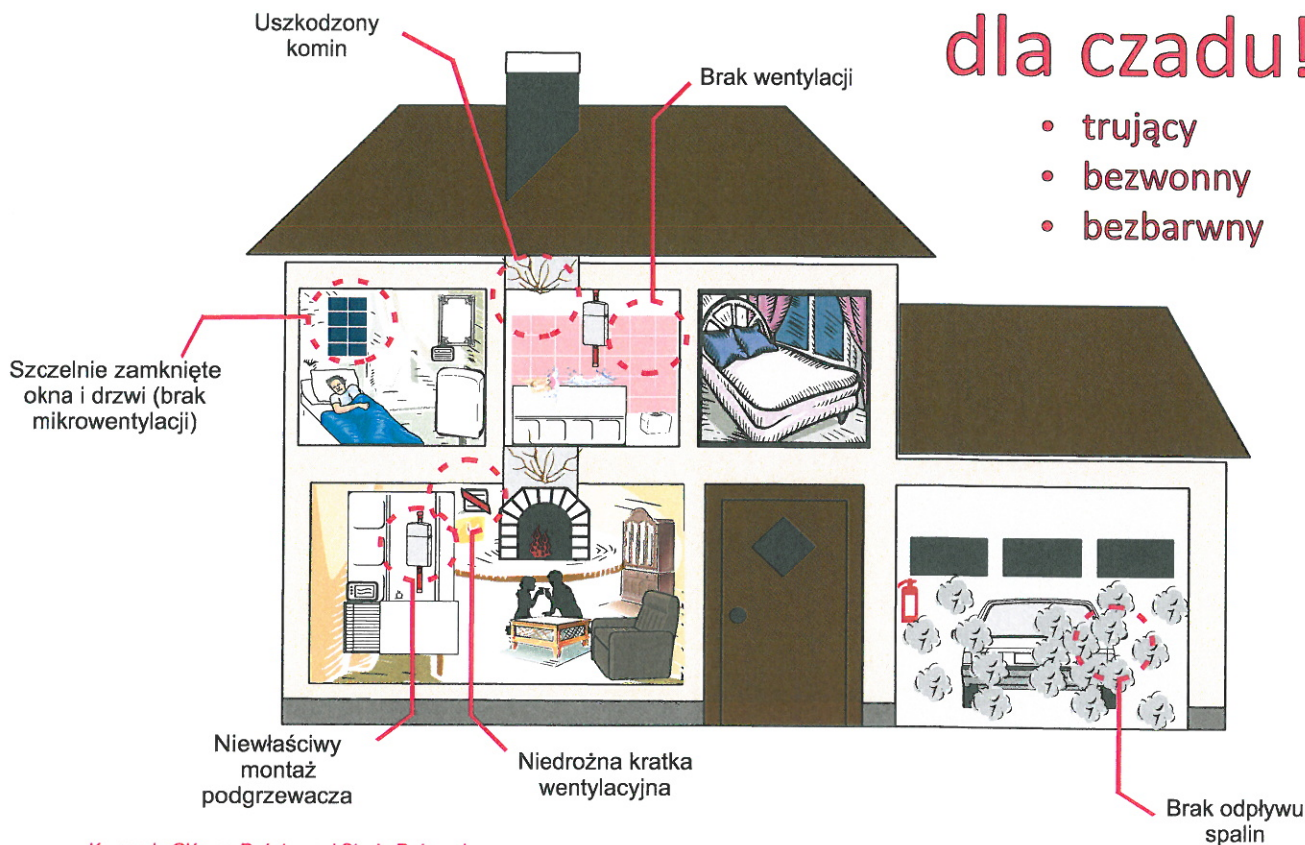 dla czadu!
• trujący
• bezwonny
• bezbarwny
Uszkodzony
komin
Brak wentylacji
Szczelnie zamknięte
okna i drzwi (brak
mikrowentylacji)
Niewłaściwy
montaż
podgrzewacza
Niedrożna kratka
wentylacyjna
Brak odpływu
spalin